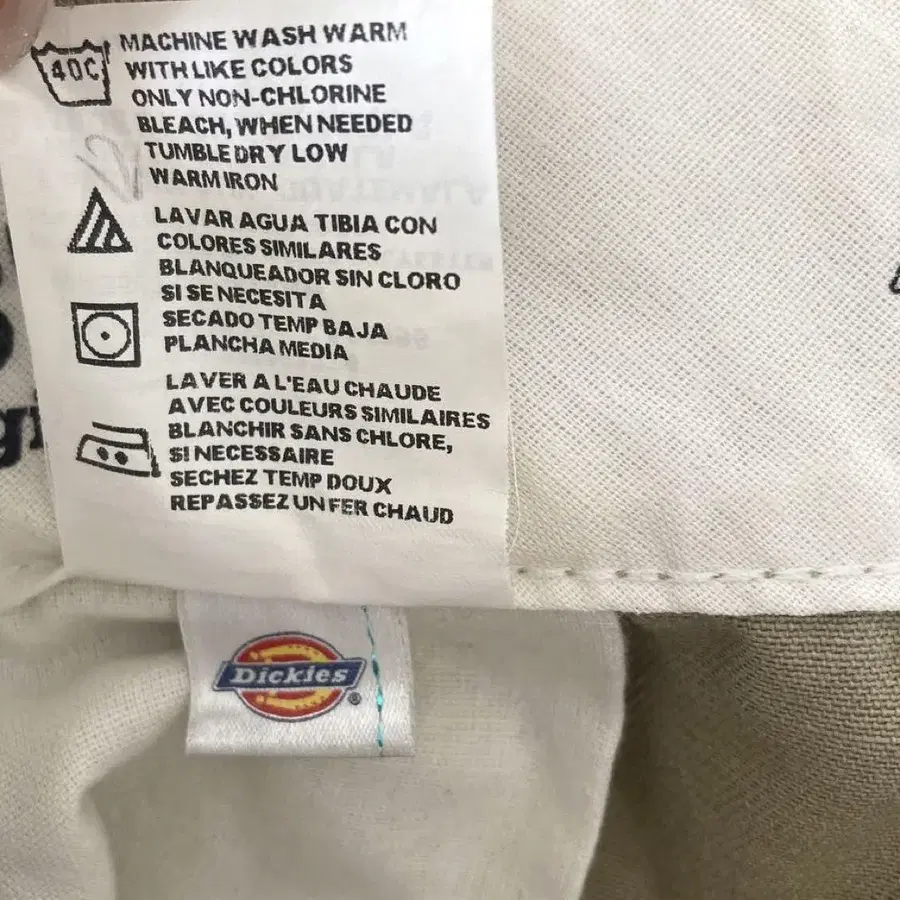 40C
MACHINE WASH WARM
WITH LIKE COLORS
ONLY NON-CHLORINE
BLEACH, WHEN NEEDED
TUMBLE DRY LOW
WARM IRON
LAVAR AGUA TIBIA CON
COLORES SIMILARES
BLANQUEADOR SIN CLORO
SI SE NECESITA
SECADO TEMP BAJA
PLANCHA MEDIA
LAVER A L'EAU CHAUDE
AVEC COULEURS SIMILAIRES
BLANCHIR SANS CHLORE,
SI NECESSAIRE
SECHEZ TEMP DOUX
REPASSEZ UN FER CHAUD
Dickies®